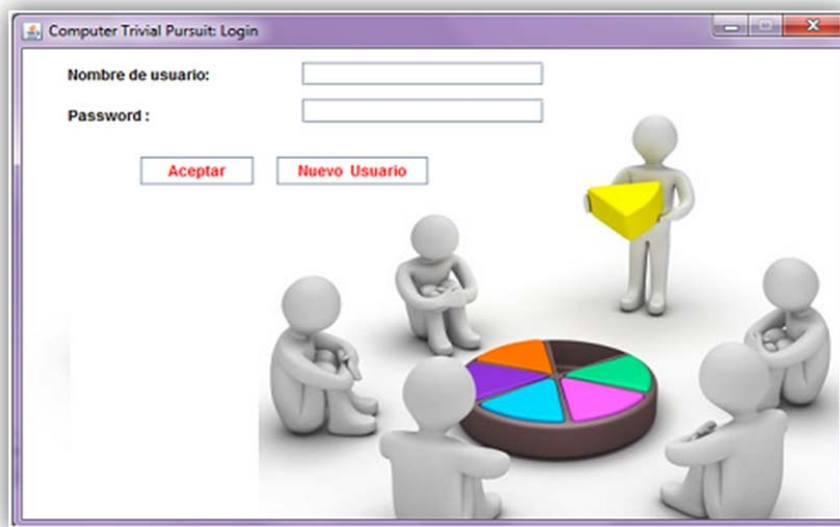 Computer Trivial Pursuit: Login
Nombre de usuario:
Password :
Aceptar
Nuevo Usuario